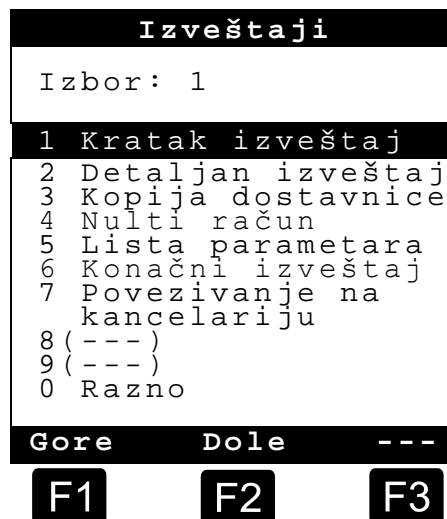 Izveštaji
Izbor: 1
1 Kratak izveštaj
2 Detaljan izveštaj
3 Kopija dostavnice
4 Nulti račun
5 Lista parametara
6 Konačni izveštaj
7 Povezivanje na
kancelariju
8(---)
9(---)
0 Razno
Gore Dole ---
F1 F2 F3